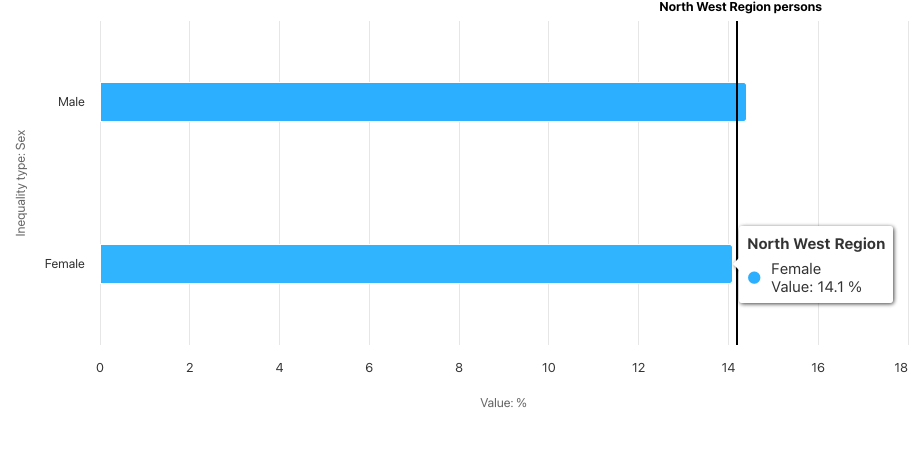 North West Region persons
Male
Inequality type: Sex
Female
North West Region
Female
Value: 14.1 %
0 2 4 6 8 10 12 14 16 18
Value: %